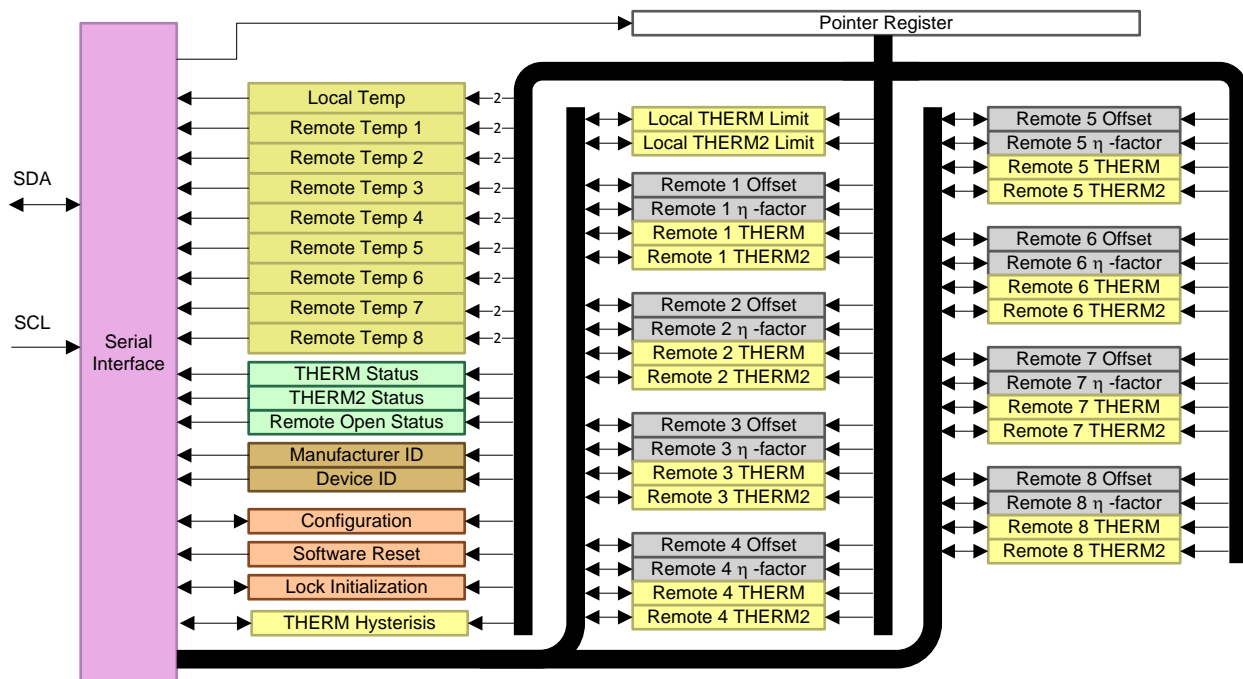 Pointer Register
SDA
SCL
Serial
Interface
Local Temp
2
Remote Temp 1
2
Remote Temp 2
2
Remote Temp 3
2
Remote Temp 4
2
Remote Temp 5
2
Remote Temp 6
2
Remote Temp 7
2
Remote Temp 8
2
THERM Status
THERM2 Status
Remote Open Status
Manufacturer ID
Device ID
Configuration
Software Reset
Lock Initialization
THERM Hysterisis
Local THERM Limit
Local THERM2 Limit
Remote 1 Offset
Remote 1 η -factor
Remote 1 THERM
Remote 1 THERM2
Remote 2 Offset
Remote 2 η -factor
Remote 2 THERM
Remote 2 THERM2
Remote 3 Offset
Remote 3 η -factor
Remote 3 THERM
Remote 3 THERM2
Remote 4 Offset
Remote 4 η -factor
Remote 4 THERM
Remote 4 THERM2
Remote 5 Offset
Remote 5 η -factor
Remote 5 THERM
Remote 5 THERM2
Remote 6 Offset
Remote 6 η -factor
Remote 6 THERM
Remote 6 THERM2
Remote 7 Offset
Remote 7 η -factor
Remote 7 THERM
Remote 7 THERM2
Remote 8 Offset
Remote 8 η -factor
Remote 8 THERM
Remote 8 THERM2